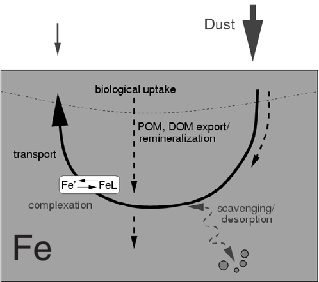 Dust
biological uptake
POM, DOM export/
remineralization
transport
Fe' FeL
complexation
scavenging/
desorption
Fe